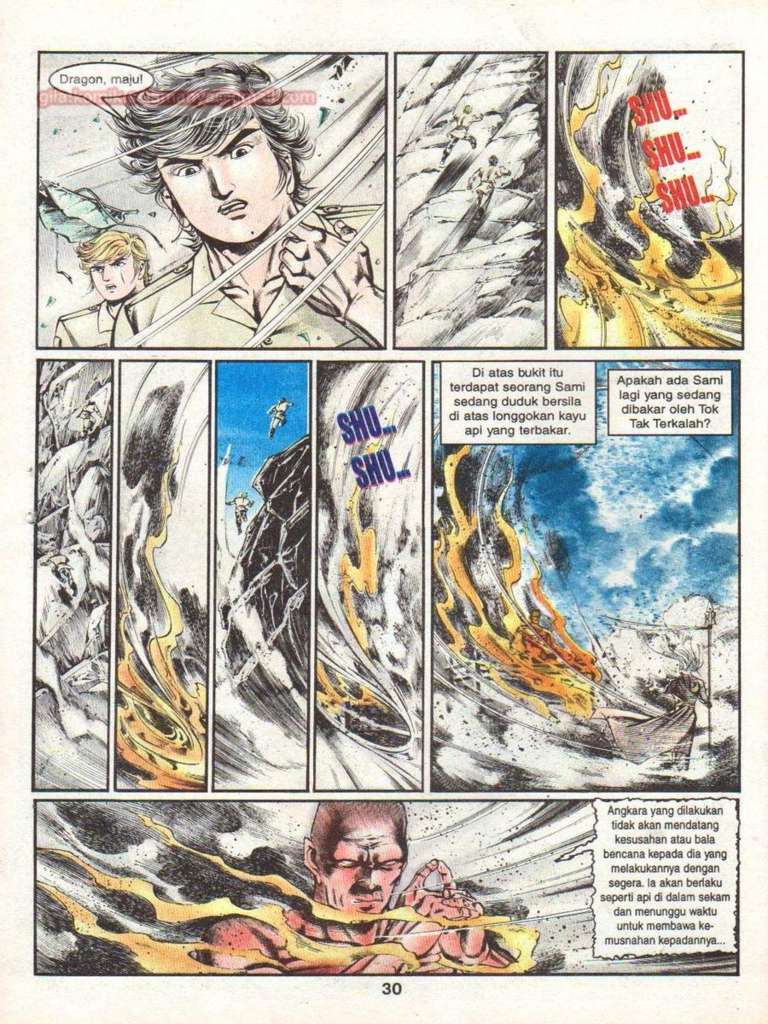 Dragon, maju!
SHU...
SHU...
SHU...
SHU...
SHU...
Di atas bukit itu
terdapat seorang Sami
sedang duduk bersila
di atas longgokan kayu
api yang terbakar.
Apakah ada Sami
lagi yang sedang
dibakar oleh Tok
Tak Terkalah?
Angkara yang dilakukan
tidak akan mendatang
kesusahan atau bala
bencana kepada dia yang
melakukannya dengan
segera. Ia akan berlaku
seperti api di dalam sekam
dan menunggu waktu
untuk membawa ke-
musnahan kepadannya...
30